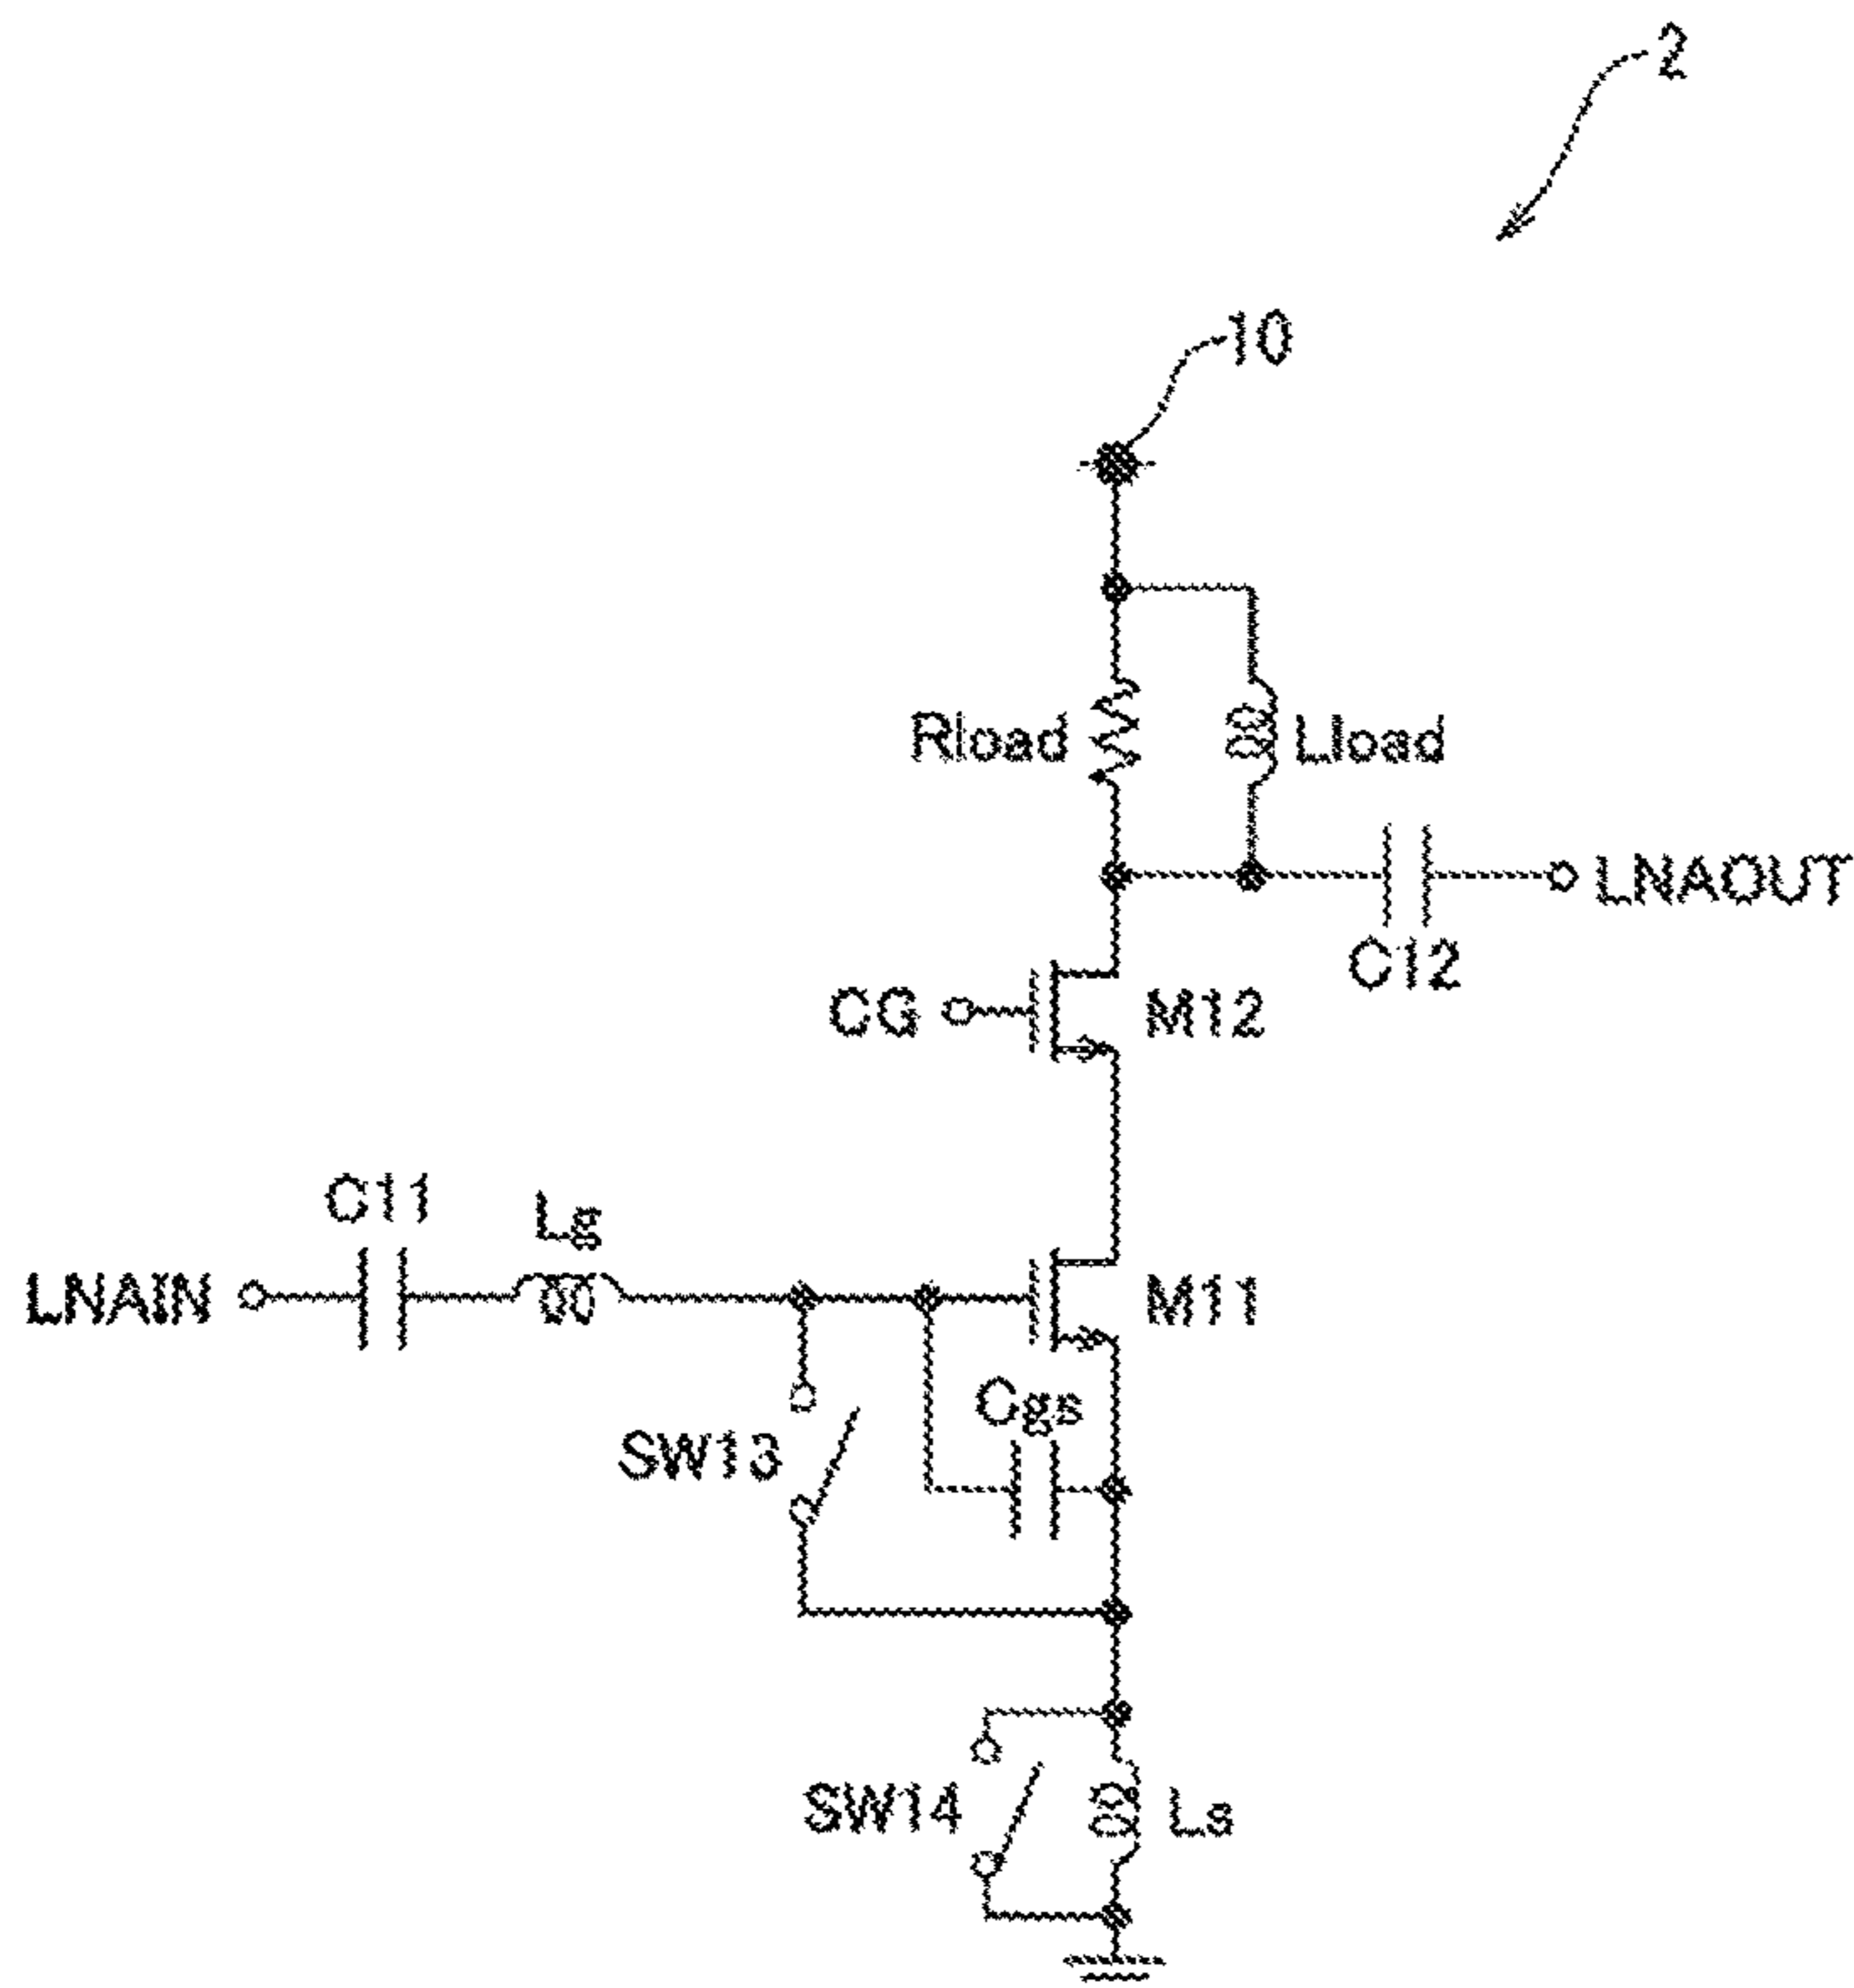 2
10
Rload
Lload
LNAOUT
C12
CG
M12
C11
Lg
LNAIN
M11
Cgs
SW13
SW14
Ls